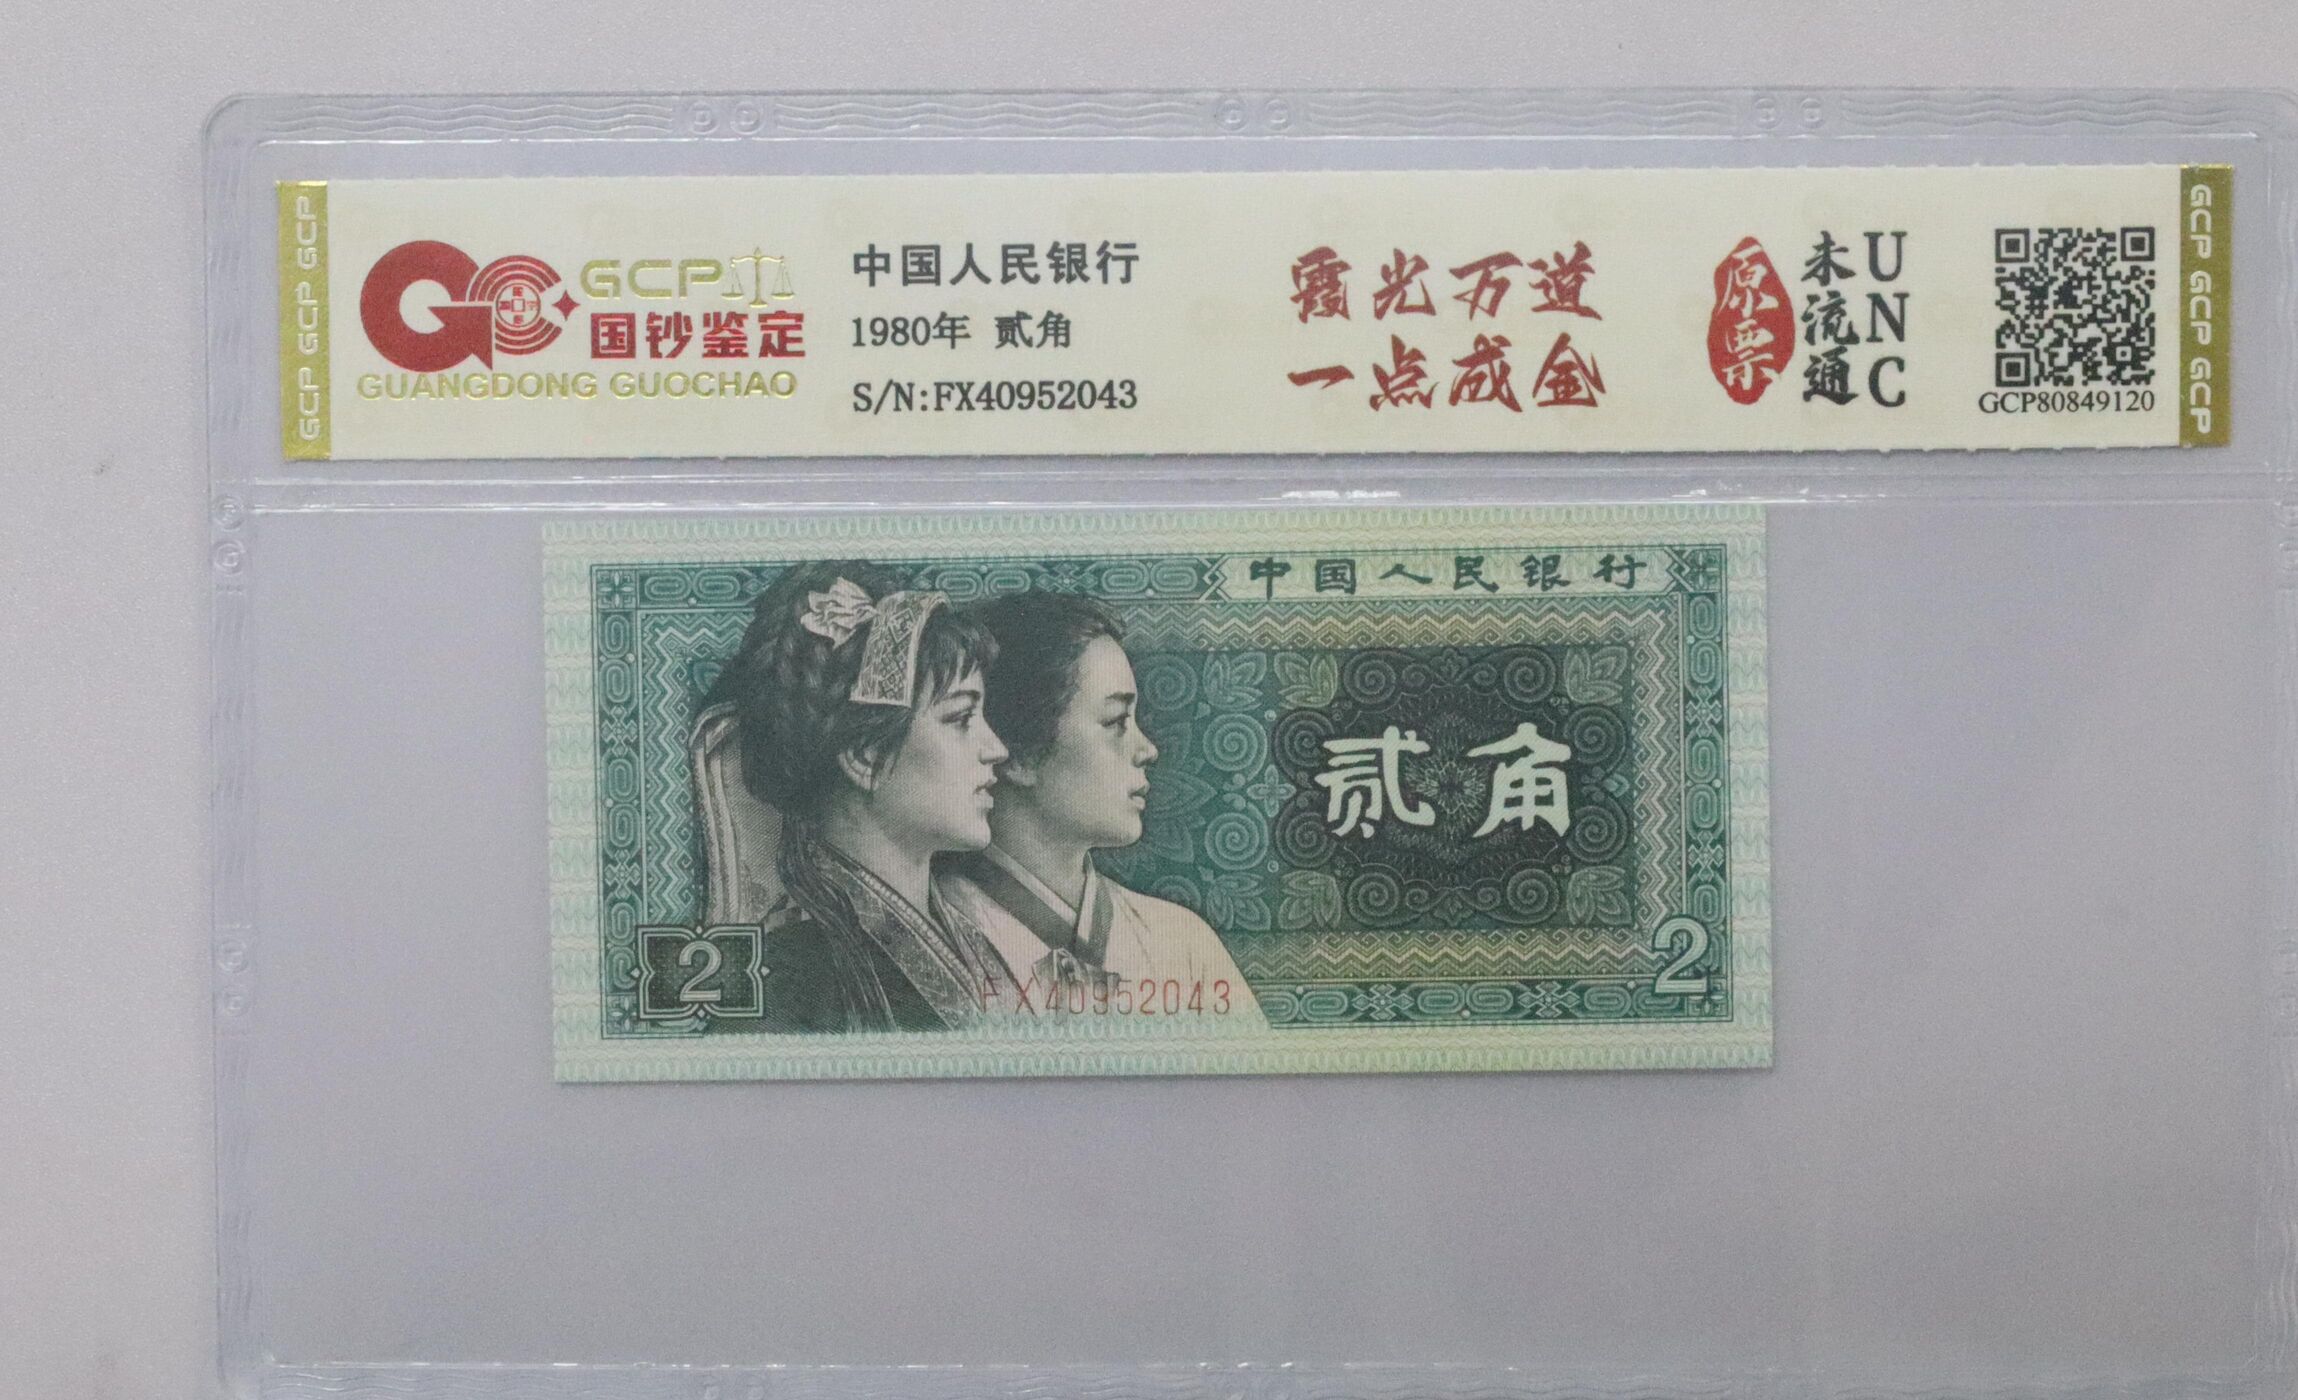 GCP GCP GCP
GCP
国钞鉴定
GUANGDONG GUOCHAO
中国人民银行
1980年 贰角
S/N:FX40952043
霞光万道
一点成金
原票
未流通
UNC
GCP80849120
GCP GCP GCP
中国人民银行
贰角
2
2
FX40952043